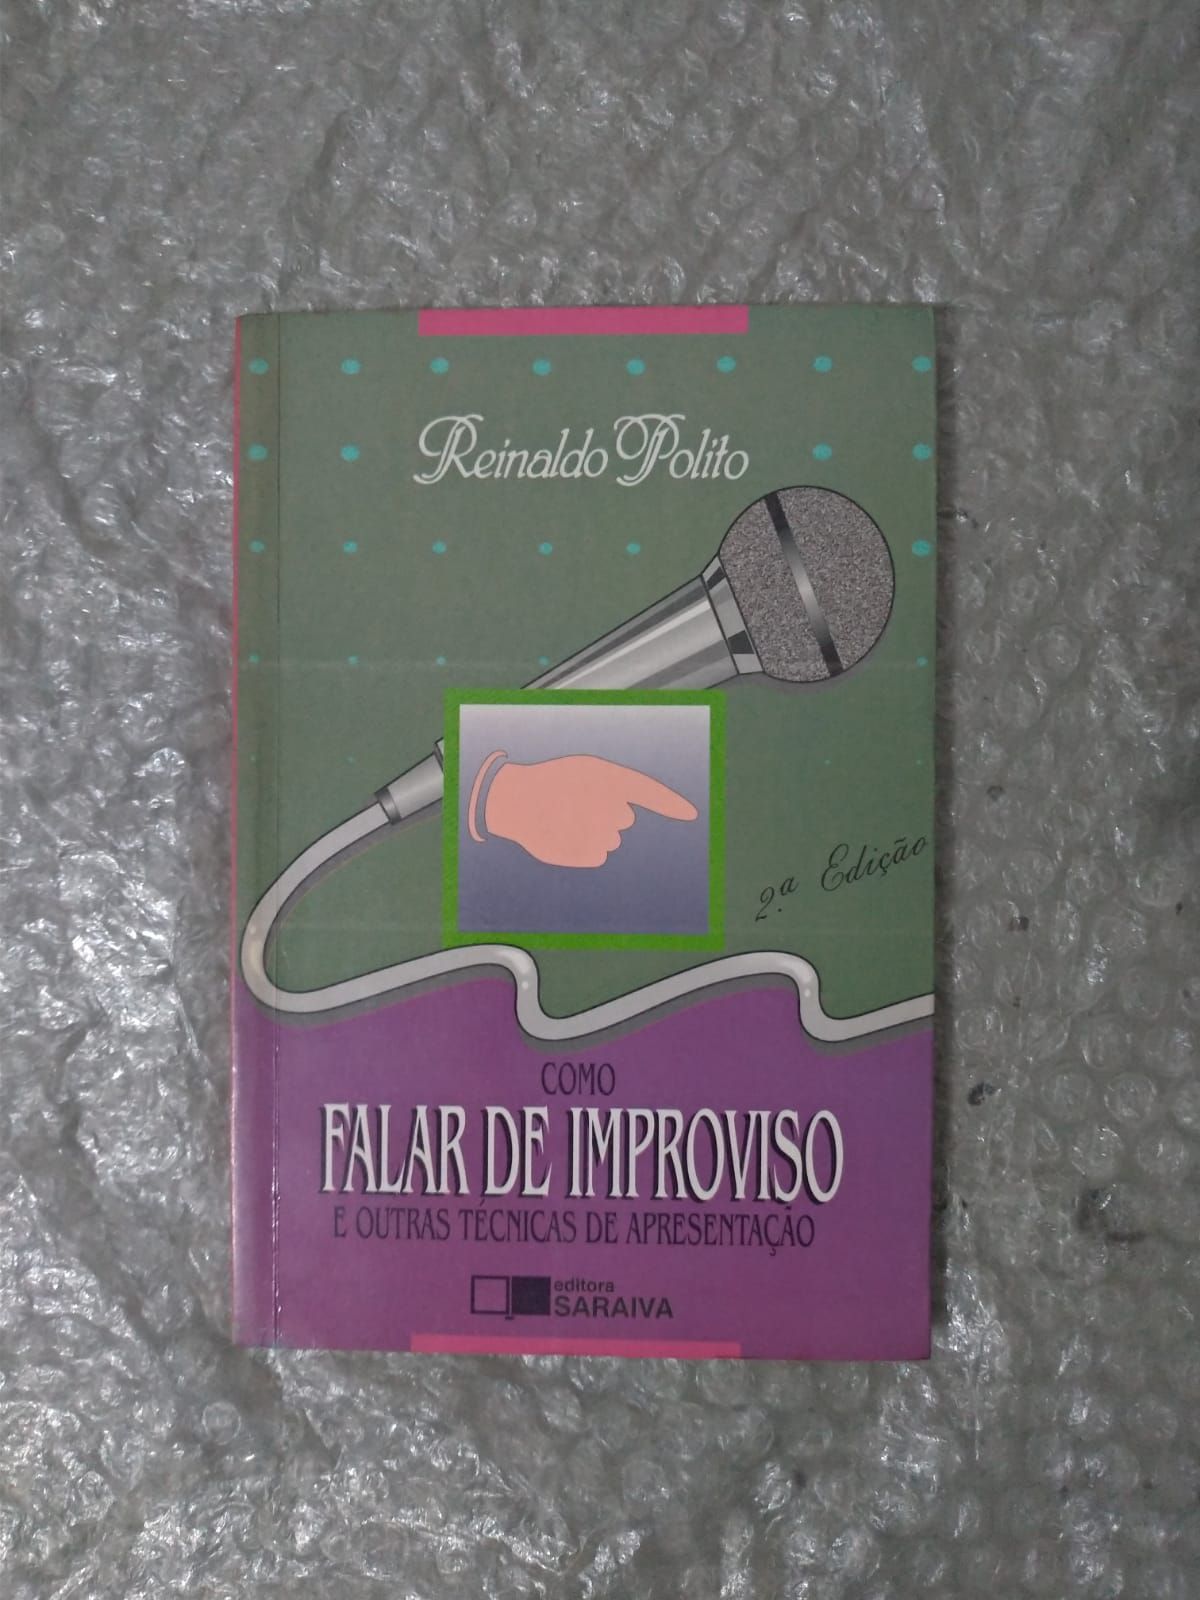 Reinaldo Polito
2.ª Edição
COMO
FALAR DE IMPROVISO
E OUTRAS TÉCNICAS DE APRESENTAÇÃO
editora
SARAIVA